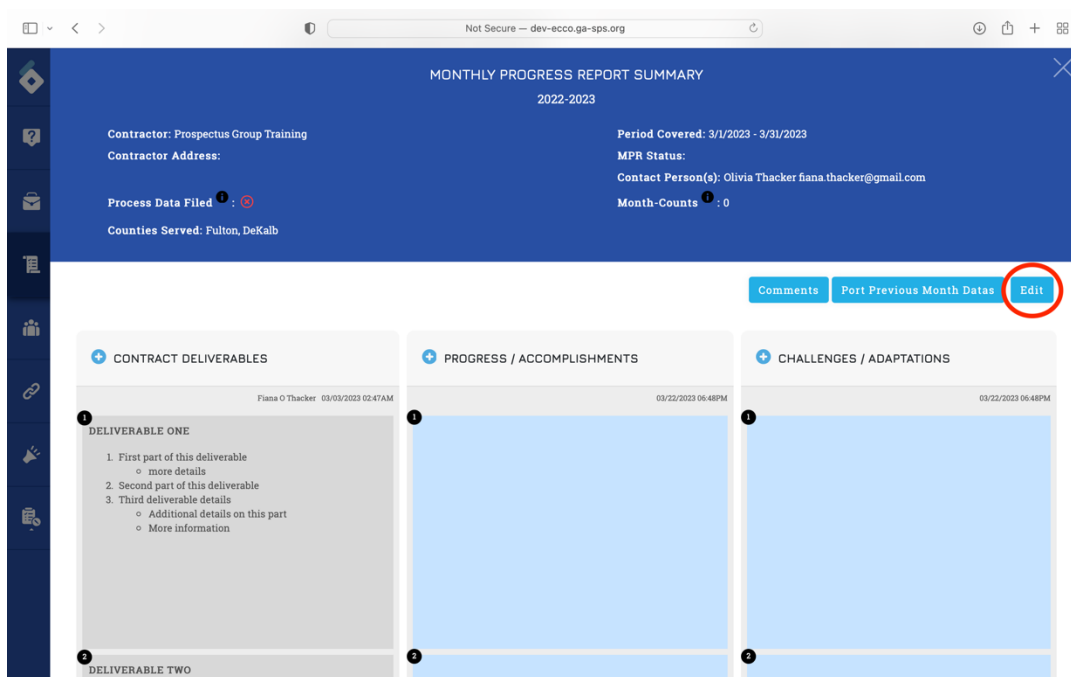 Not Secure — dev-ecco.ga-sps.org
MONTHLY PROGRESS REPORT SUMMARY
2022-2023
Contractor: Prospectus Group Training
Period Covered: 3/1/2023 - 3/31/2023
Contractor Address:
MPR Status:
Contact Person(s): Olivia Thacker fiana.thacker@gmail.com
Process Data Filed i :
Month-Counts i : 0
Counties Served: Fulton, DeKalb
Comments
Port Previous Month Datas
Edit
CONTRACT DELIVERABLES
PROGRESS / ACCOMPLISHMENTS
CHALLENGES / ADAPTATIONS
Fiana O Thacker 03/03/2023 02:47AM
03/22/2023 06:48PM
03/22/2023 06:48PM
1
1
1
DELIVERABLE ONE
1. First part of this deliverable
more details
2. Second part of this deliverable
3. Third deliverable details
Additional details on this part
More information
2
2
2
DELIVERABLE TWO